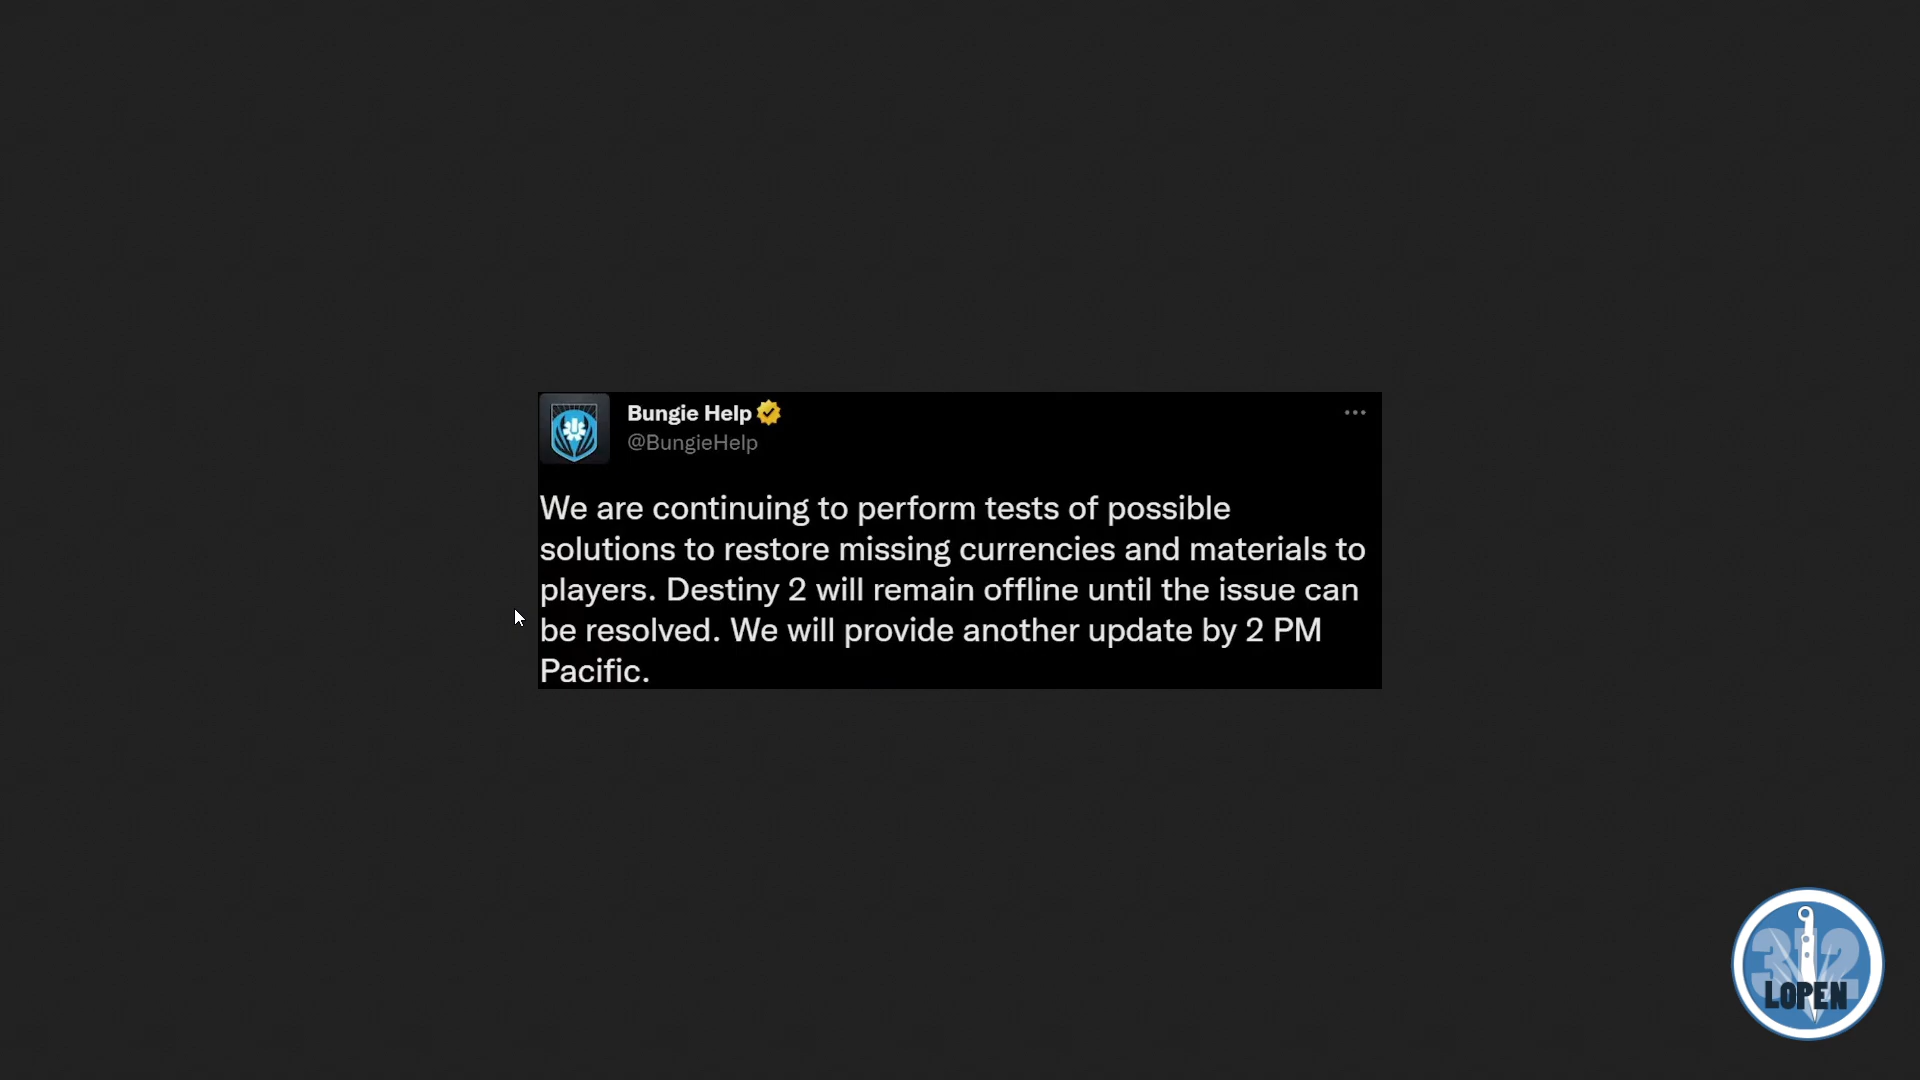 Bungie Help
@BungieHelp
We are continuing to perform tests of possible
solutions to restore missing currencies and materials to
players. Destiny 2 will remain offline until the issue can
be resolved. We will provide another update by 2 PM
Pacific.
312
LOPEN